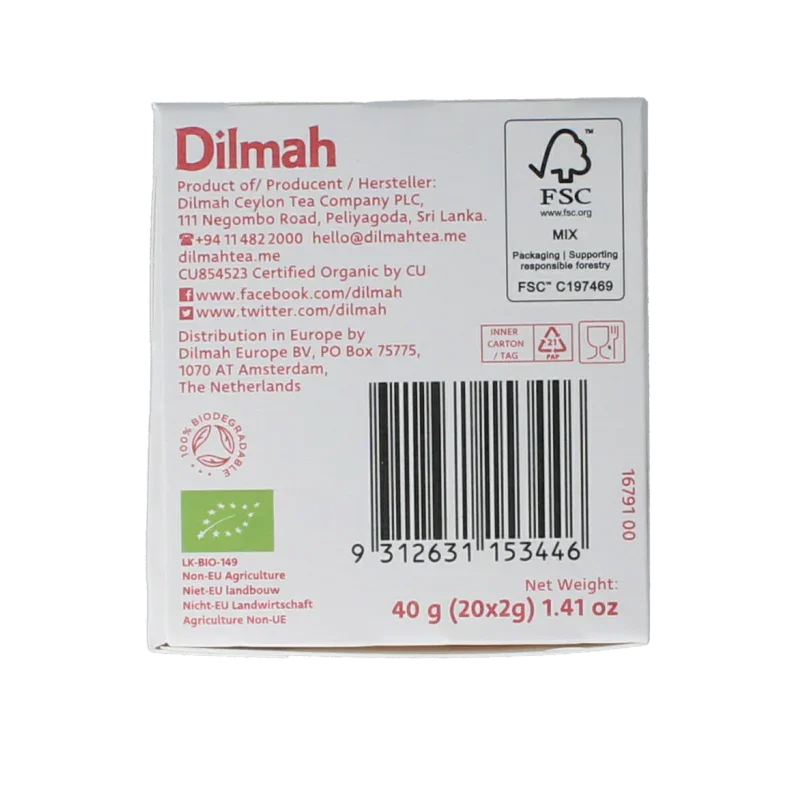 Dilmah
Product of/ Producent / Hersteller:
Dilmah Ceylon Tea Company PLC,
111 Negombo Road, Peliyagoda, Sri Lanka.
☎+94 11 482 2000 hello@dilmahtea.me
dilmahtea.me
CU854523 Certified Organic by CU
www.facebook.com/dilmah
www.twitter.com/dilmah
Distribution in Europe by
Dilmah Europe BV, PO Box 75775,
1070 AT Amsterdam,
The Netherlands
FSC™
www.fsc.org
MIX
Packaging | Supporting
responsible forestry
FSC™ C197469
INNER
CARTON
/ TAG
21
PAP
100% BIODEGRADABLE
LK-BIO-149
Non-EU Agriculture
Niet-EU landbouw
Nicht-EU Landwirtschaft
Agriculture Non-UE
9 312631 153446
16791 00
Net Weight:
40 g (20x2g) 1.41 oz